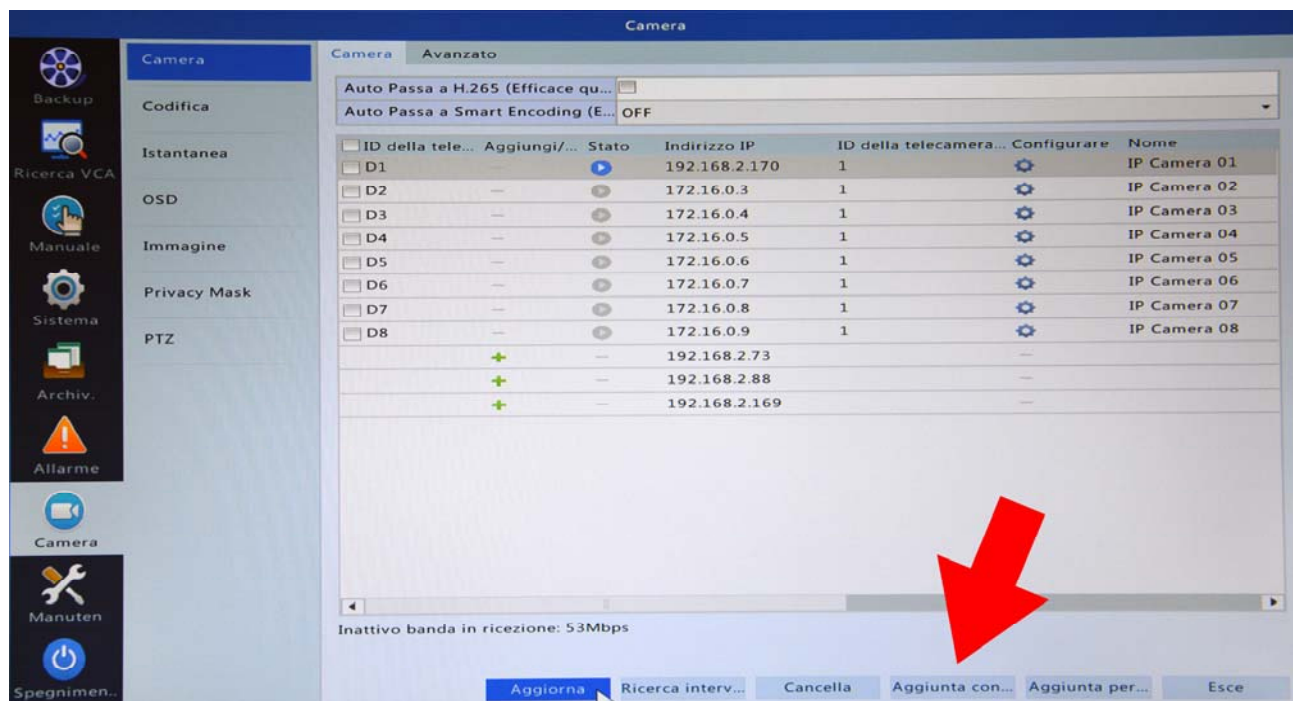 Camera
Backup
Ricerca VCA
Manuale
Sistema
Archiv.
Allarme
Camera
Manuten
Spegnimen..
Camera
Codifica
Istantanea
OSD
Immagine
Privacy Mask
PTZ
Camera Avanzato
Auto Passa a H.265 (Efficace qu...
Auto Passa a Smart Encoding (E... OFF
ID della tele... Aggiungi/... Stato Indirizzo IP ID della telecamera... Configurare Nome
D1 192.168.2.170 1 IP Camera 01
D2 172.16.0.3 1 IP Camera 02
D3 172.16.0.4 1 IP Camera 03
D4 172.16.0.5 1 IP Camera 04
D5 172.16.0.6 1 IP Camera 05
D6 172.16.0.7 1 IP Camera 06
D7 172.16.0.8 1 IP Camera 07
D8 172.16.0.9 1 IP Camera 08
192.168.2.73
192.168.2.88
192.168.2.169
Inattivo banda in ricezione: 53Mbps
Aggiorna Ricerca interv... Cancella Aggiunta con... Aggiunta per... Esce